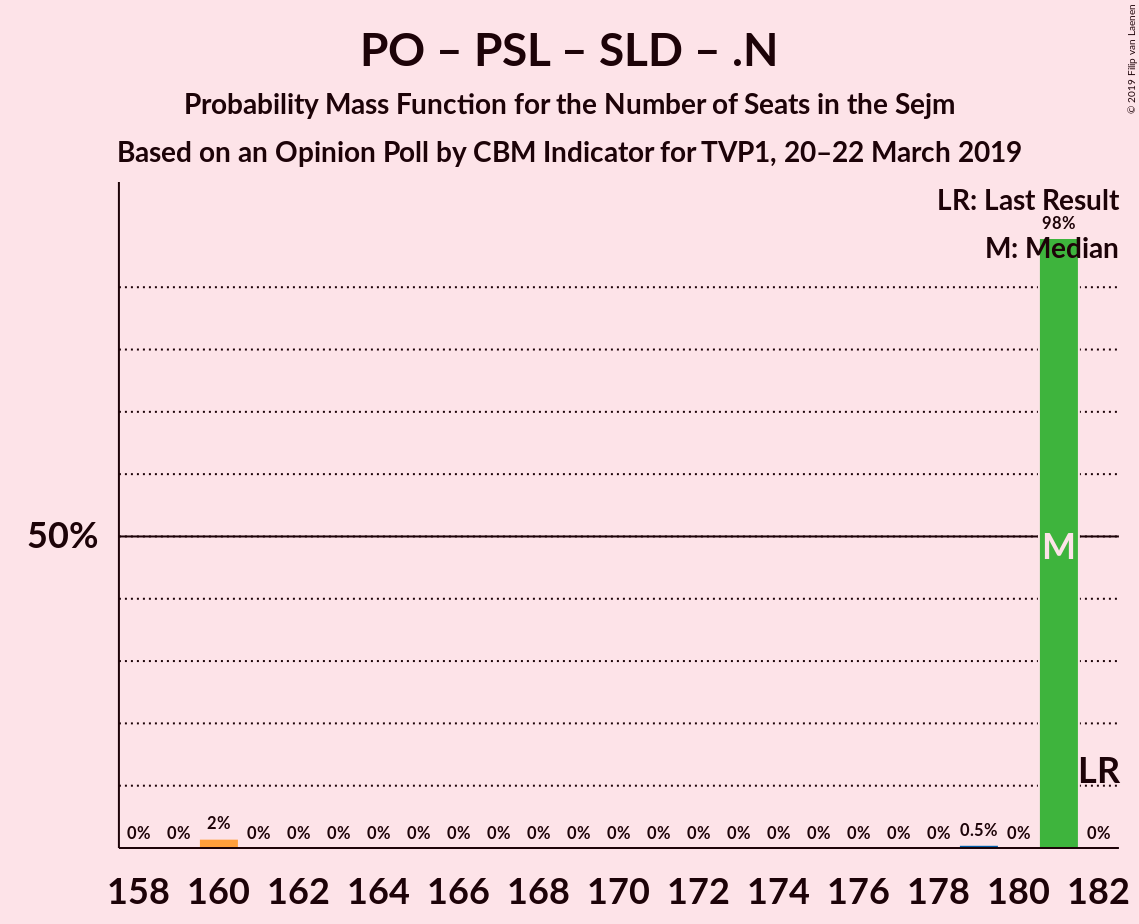 PO – PSL – SLD – .N
Probability Mass Function for the Number of Seats in the Sejm
Based on an Opinion Poll by CBM Indicator for TVP1, 20–22 March 2019
© 2019 Filip van Laenen
LR: Last Result
98%
M: Median
50%
M
LR
0% 0% 2% 0% 0% 0% 0% 0% 0% 0% 0% 0% 0% 0% 0% 0% 0% 0% 0% 0% 0% 0.5% 0% 0%
158 160 162 164 166 168 170 172 174 176 178 180 182